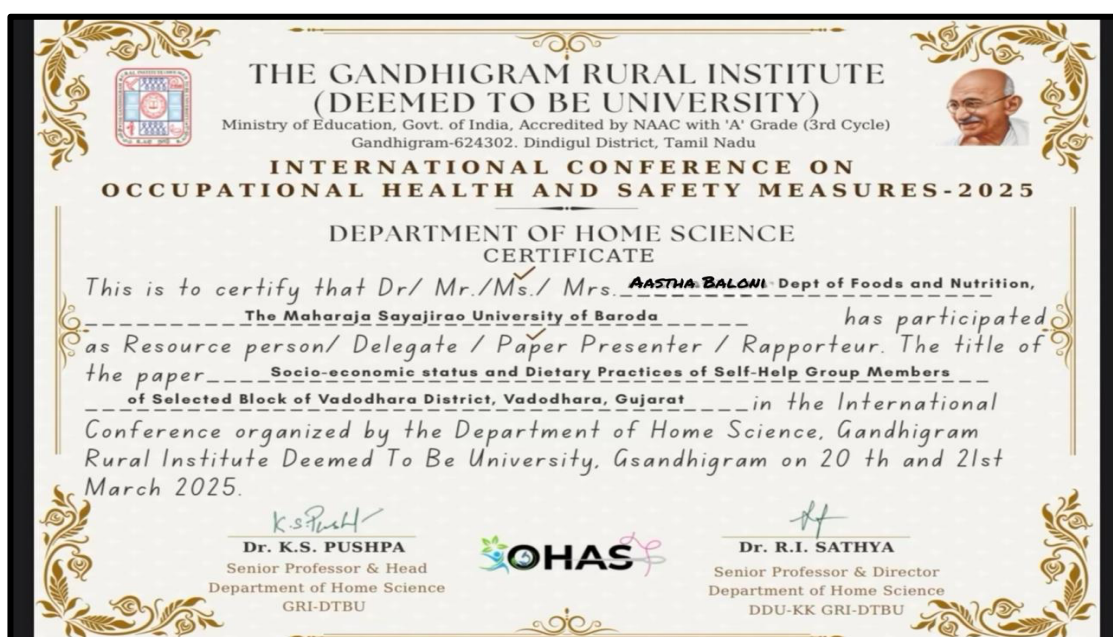 THE GANDHIGRAM RURAL INSTITUTE
(DEEMED TO BE UNIVERSITY)
Ministry of Education, Govt. of India, Accredited by NAAC with 'A' Grade (3rd Cycle)
Gandhigram-624302. Dindigul District, Tamil Nadu
INTERNATIONAL CONFERENCE ON
OCCUPATIONAL HEALTH AND SAFETY MEASURES-2025
DEPARTMENT OF HOME SCIENCE
CERTIFICATE
This is to certify that Dr/ Mr./Ms./ Mrs. AASTHA BALONI Dept of Foods and Nutrition,
The Maharaja Sayajirao University of Baroda has participated
as Resource person/ Delegate / Paper Presenter / Rapporteur. The title of
the paper Socio-economic status and Dietary Practices of Self-Help Group Members
of Selected Block of Vadodhara District, Vadodhara, Gujarat in the International
Conference organized by the Department of Home Science, Gandhigram
Rural Institute Deemed To Be University, Gsandhigram on 20 th and 21st
March 2025.
K.S Pushp
Dr. K.S. PUSHPA
Senior Professor & Head
Department of Home Science
GRI-DTBU
OHAS
Dr. R.I. SATHYA
Senior Professor & Director
Department of Home Science
DDU-KK GRI-DTBU